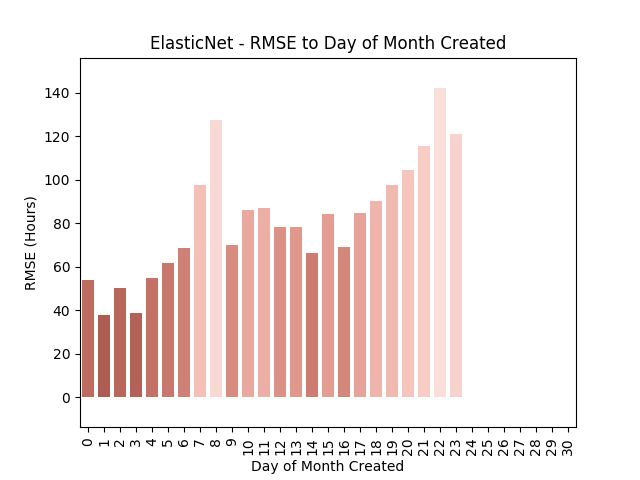 ElasticNet - RMSE to Day of Month Created
RMSE (Hours)
140
120
100
80
60
40
20
0
0 1 2 3 4 5 6 7 8 9 10 11 12 13 14 15 16 17 18 19 20 21 22 23 24 25 26 27 28 29 30
Day of Month Created